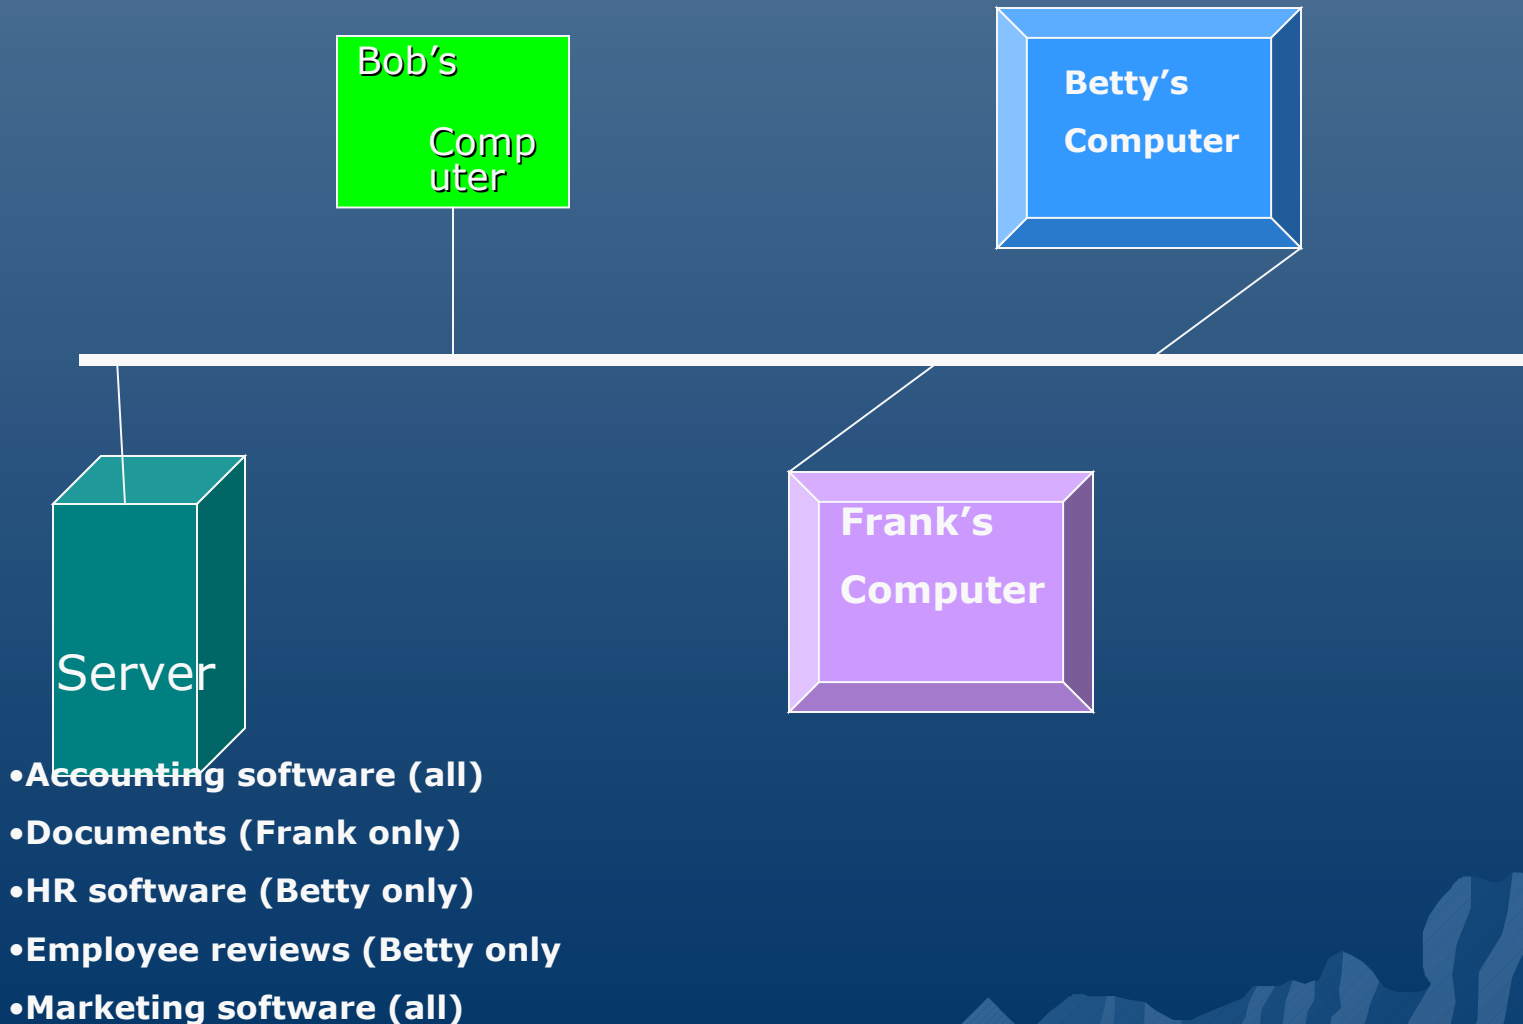 Bob’s
Comp
uter
Betty’s
Computer
Frank’s
Computer
Server
•Accounting software (all)
•Documents (Frank only)
•HR software (Betty only)
•Employee reviews (Betty only
•Marketing software (all)